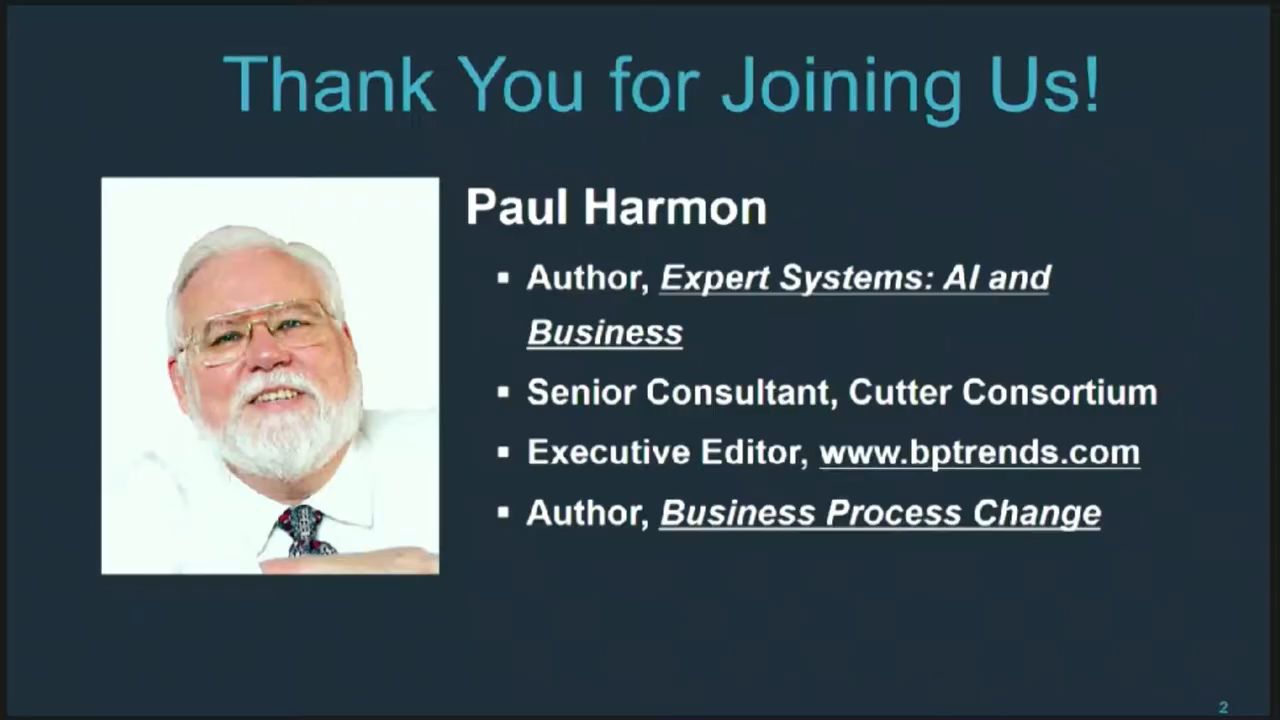 Thank You for Joining Us!
Paul Harmon
▪ Author, Expert Systems: AI and
Business
▪ Senior Consultant, Cutter Consortium
▪ Executive Editor, www.bptrends.com
▪ Author, Business Process Change
2